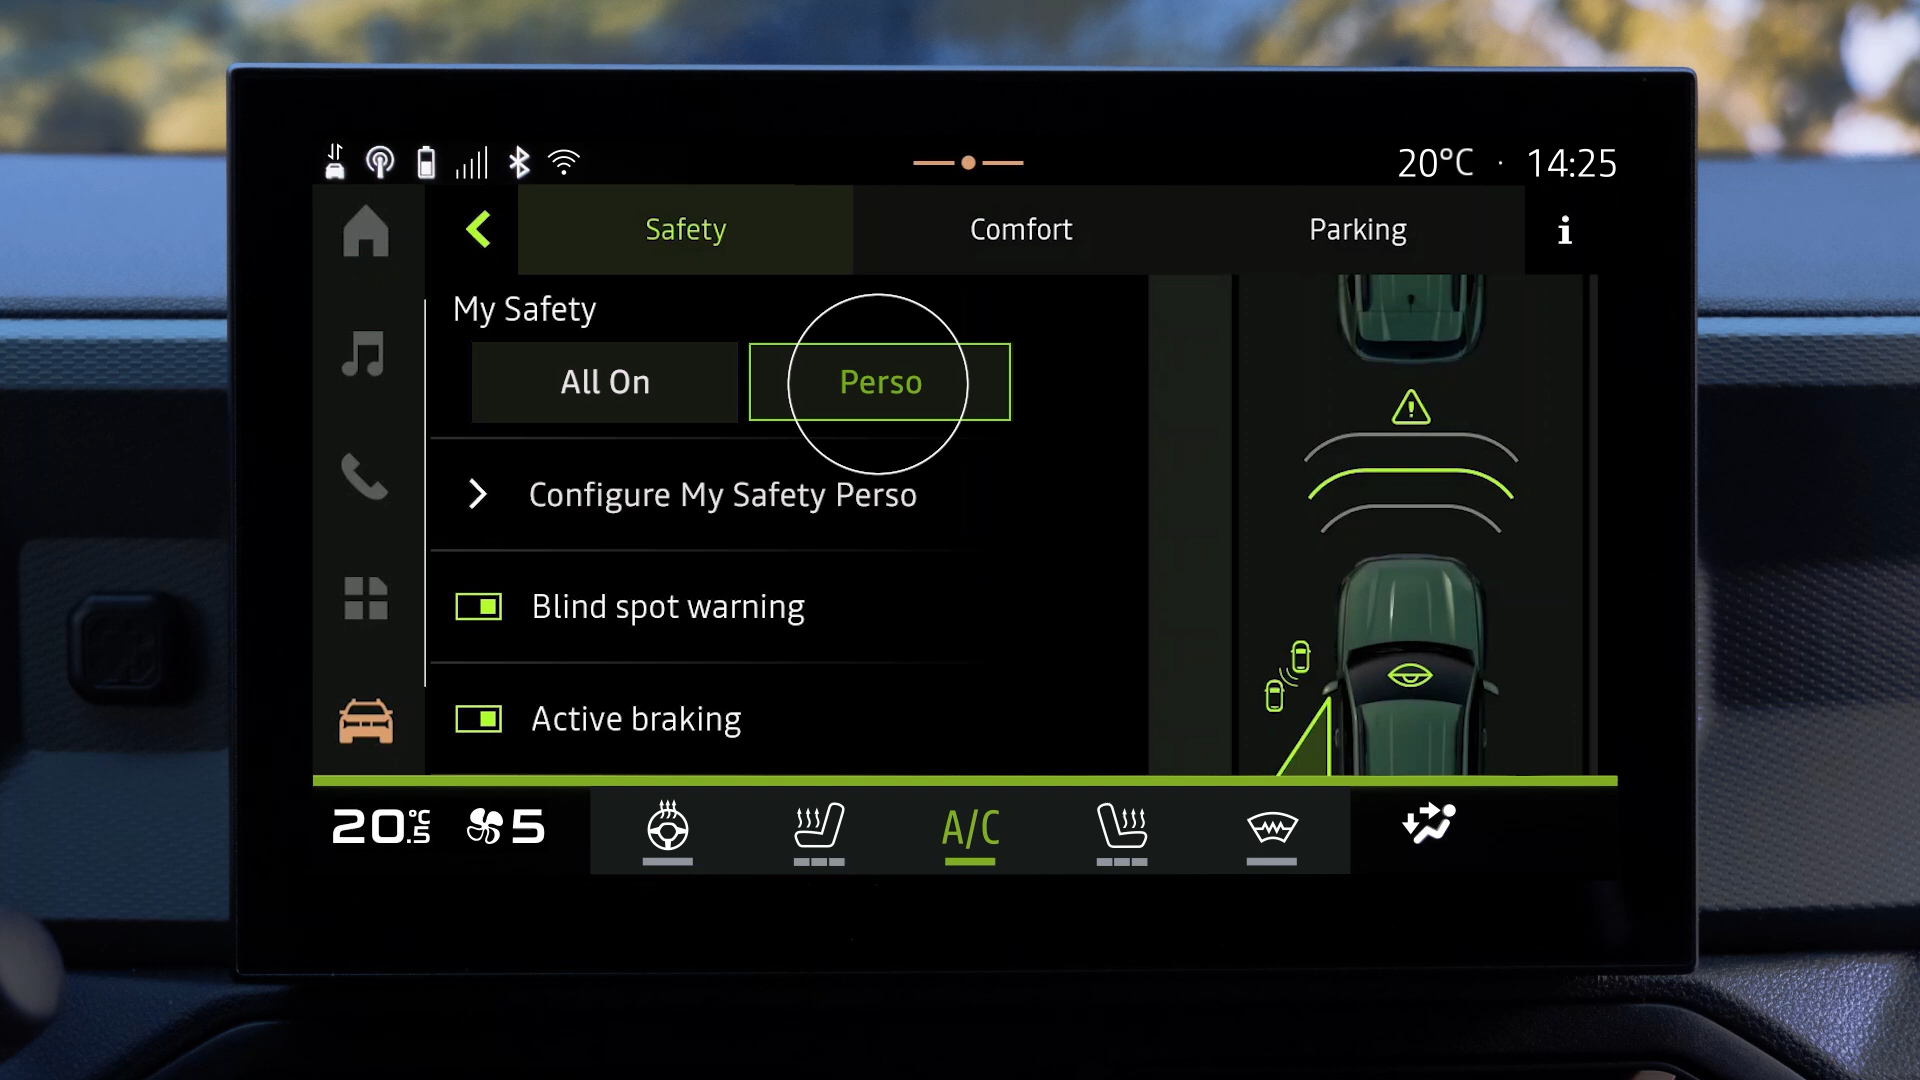 20°C · 14:25
Safety Comfort Parking i
My Safety
All On Perso
Configure My Safety Perso
Blind spot warning
Active braking
20.5°C 5 A/C